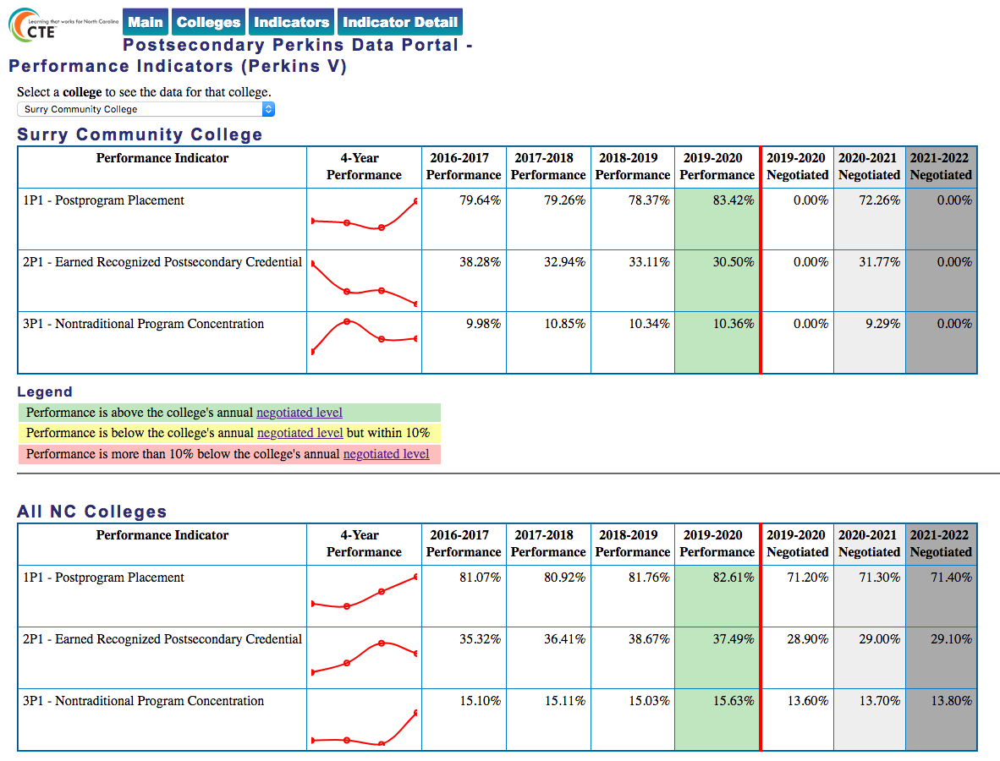 Learning that works for North Carolina
CTE™
Main Colleges Indicators Indicator Detail
Postsecondary Perkins Data Portal -
Performance Indicators (Perkins V)
Select a college to see the data for that college.
Surry Community College
Surry Community College
Performance Indicator 4-Year Performance 2016-2017 Performance 2017-2018 Performance 2018-2019 Performance 2019-2020 Performance 2019-2020 Negotiated 2020-2021 Negotiated 2021-2022 Negotiated
1P1 - Postprogram Placement 79.64% 79.26% 78.37% 83.42% 0.00% 72.26% 0.00%
2P1 - Earned Recognized Postsecondary Credential 38.28% 32.94% 33.11% 30.50% 0.00% 31.77% 0.00%
3P1 - Nontraditional Program Concentration 9.98% 10.85% 10.34% 10.36% 0.00% 9.29% 0.00%
Legend
Performance is above the college's annual negotiated level
Performance is below the college's annual negotiated level but within 10%
Performance is more than 10% below the college's annual negotiated level
All NC Colleges
Performance Indicator 4-Year Performance 2016-2017 Performance 2017-2018 Performance 2018-2019 Performance 2019-2020 Performance 2019-2020 Negotiated 2020-2021 Negotiated 2021-2022 Negotiated
1P1 - Postprogram Placement 81.07% 80.92% 81.76% 82.61% 71.20% 71.30% 71.40%
2P1 - Earned Recognized Postsecondary Credential 35.32% 36.41% 38.67% 37.49% 28.90% 29.00% 29.10%
3P1 - Nontraditional Program Concentration 15.10% 15.11% 15.03% 15.63% 13.60% 13.70% 13.80%